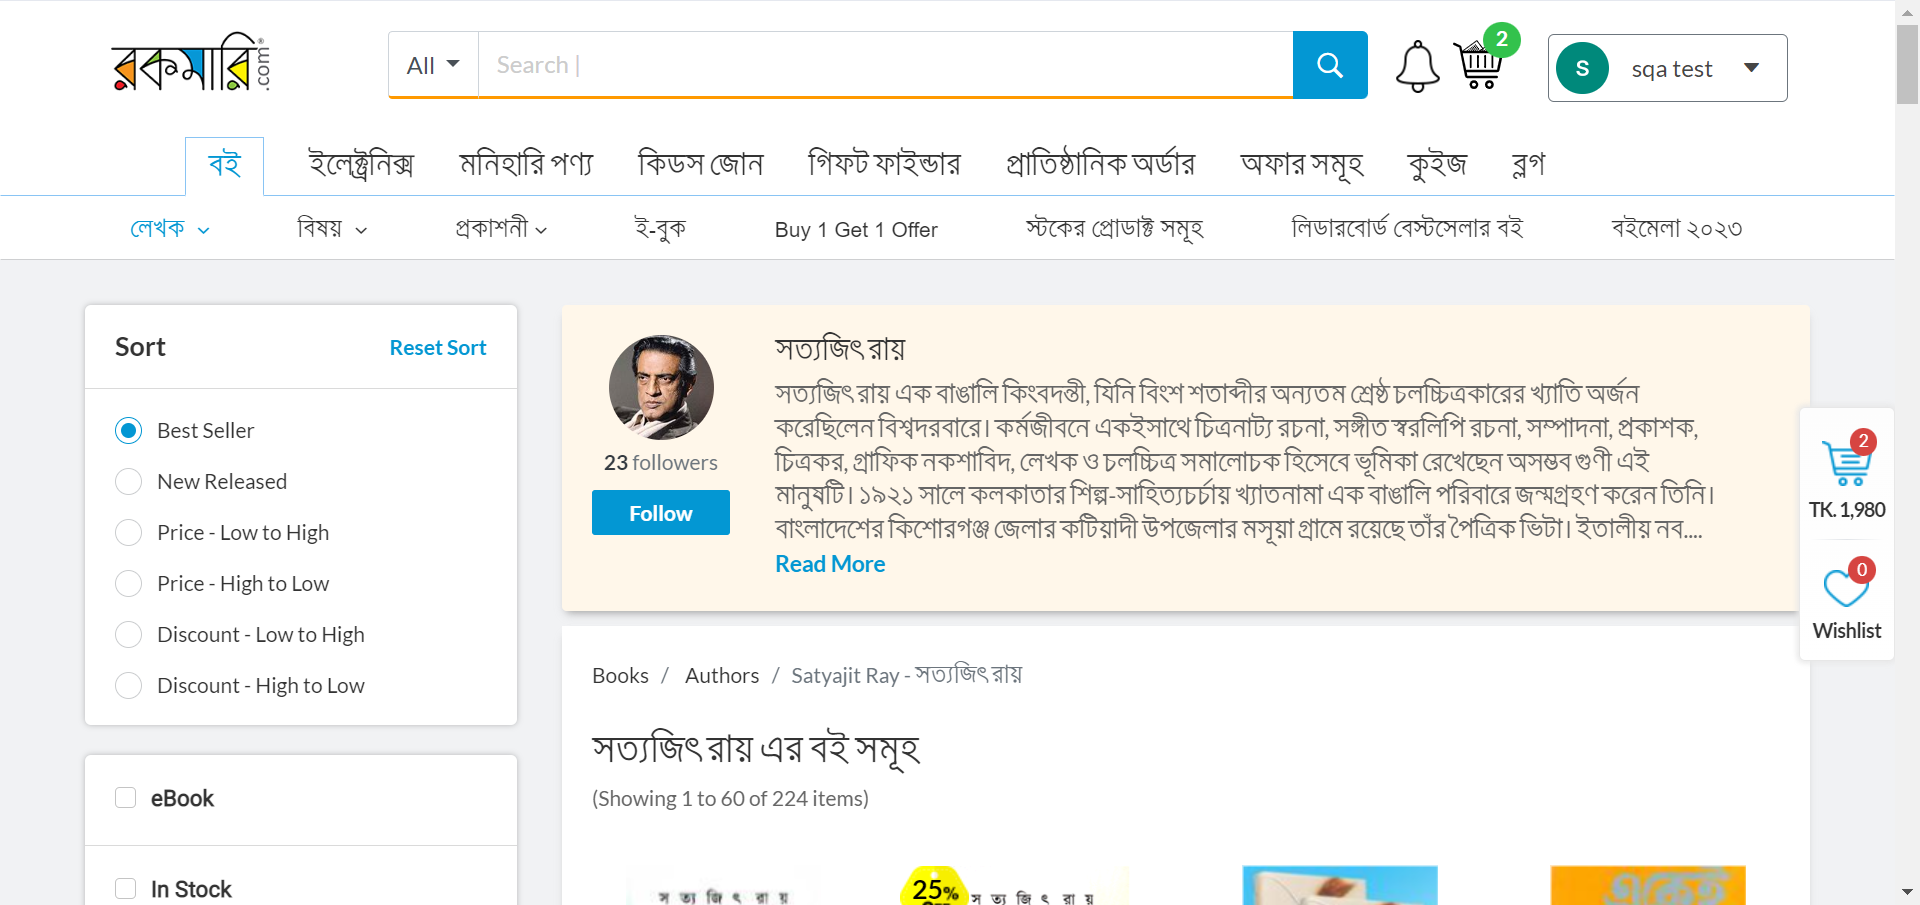 রকমারি.com
All
Search |
2
S
sqa test
বই
ইলেক্ট্রনিক্স
মনিহারি পণ্য
কিডস জোন
গিফট ফাইন্ডার
প্রাতিষ্ঠানিক অর্ডার
অফার সমূহ
কুইজ
ব্লগ
লেখক
বিষয়
প্রকাশনী
ই-বুক
Buy 1 Get 1 Offer
স্টকের প্রোডাক্ট সমূহ
লিডারবোর্ড বেস্টসেলার বই
বইমেলা ২০২৩
Sort
Reset Sort
Best Seller
New Released
Price - Low to High
Price - High to Low
Discount - Low to High
Discount - High to Low
eBook
In Stock
23 followers
Follow
সত্যজিৎ রায়
সত্যজিৎ রায় এক বাঙালি কিংবদন্তী, যিনি বিংশ শতাব্দীর অন্যতম শ্রেষ্ঠ চলচ্চিত্রকারের খ্যাতি অর্জন
করেছিলেন বিশ্বদরবারে। কর্মজীবনে একইসাথে চিত্রনাট্য রচনা, সঙ্গীত স্বরলিপি রচনা, সম্পাদনা, প্রকাশক,
চিত্রকর, গ্রাফিক নকশাবিদ, লেখক ও চলচ্চিত্র সমালোচক হিসেবে ভূমিকা রেখেছেন অসম্ভব গুণী এই
মানুষটি। ১৯২১ সালে কলকাতার শিল্প-সাহিত্যচর্চায় খ্যাতনামা এক বাঙালি পরিবারে জন্মগ্রহণ করেন তিনি।
বাংলাদেশের কিশোরগঞ্জ জেলার কটিয়াদী উপজেলার মসূয়া গ্রামে রয়েছে তাঁর পৈত্রিক ভিটা। ইতালীয় নব....
Read More
2
TK. 1,980
0
Wishlist
Books / Authors / Satyajit Ray - সত্যজিৎ রায়
সত্যজিৎ রায় এর বই সমূহ
(Showing 1 to 60 of 224 items)
সত্যজিৎ রায়
25%
সত্যজিৎ রায়
একেই